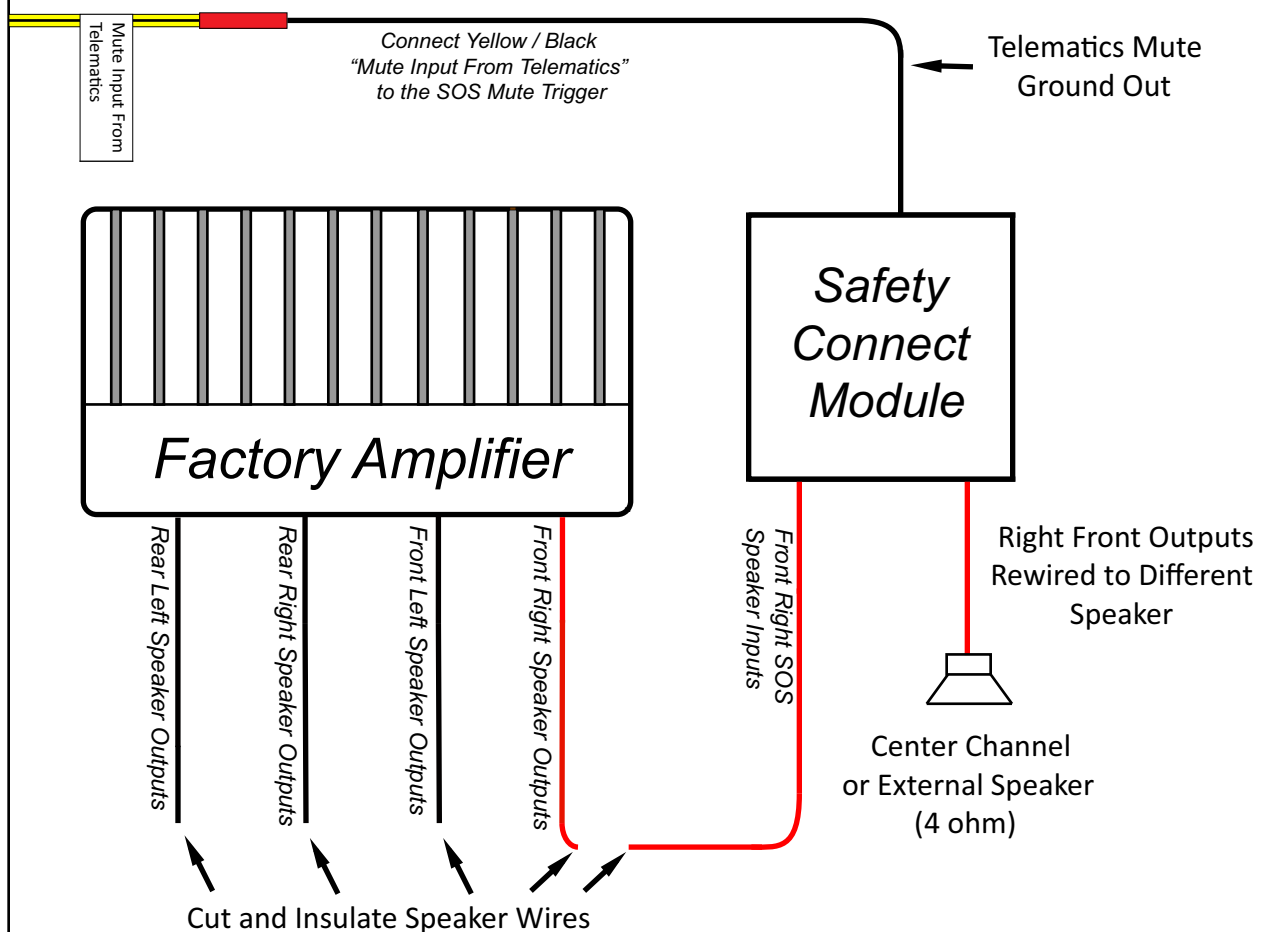 Mute Input From
Telematics
Connect Yellow / Black
“Mute Input From Telematics”
to the SOS Mute Trigger
Telematics Mute
Ground Out
Factory Amplifier
Safety
Connect
Module
Rear Left Speaker Outputs
Rear Right Speaker Outputs
Front Left Speaker Outputs
Front Right Speaker Outputs
Front Right SOS
Speaker Inputs
Right Front Outputs
Rewired to Different
Speaker
Center Channel
or External Speaker
(4 ohm)
Cut and Insulate Speaker Wires